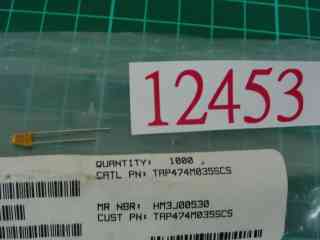 12453
QUANTITY: 1000
CATL PN: TAP474M035SCS
MR NBR: HM3J00530
CUST PN: TAP474M035SCS